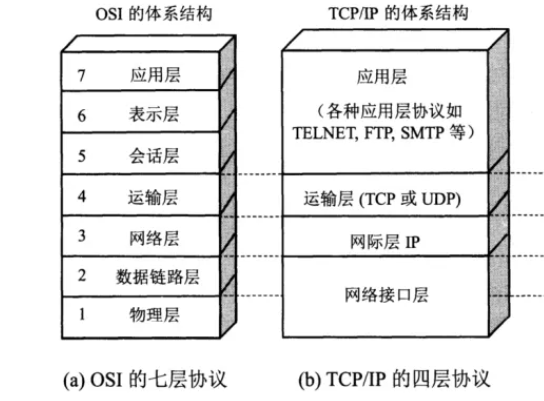 OSI 的体系结构
TCP/IP 的体系结构
7 应用层
6 表示层
5 会话层
4 运输层
3 网络层
2 数据链路层
1 物理层
应用层
(各种应用层协议如
TELNET, FTP, SMTP 等)
运输层 (TCP 或 UDP)
网际层 IP
网络接口层
(a) OSI 的七层协议
(b) TCP/IP 的四层协议